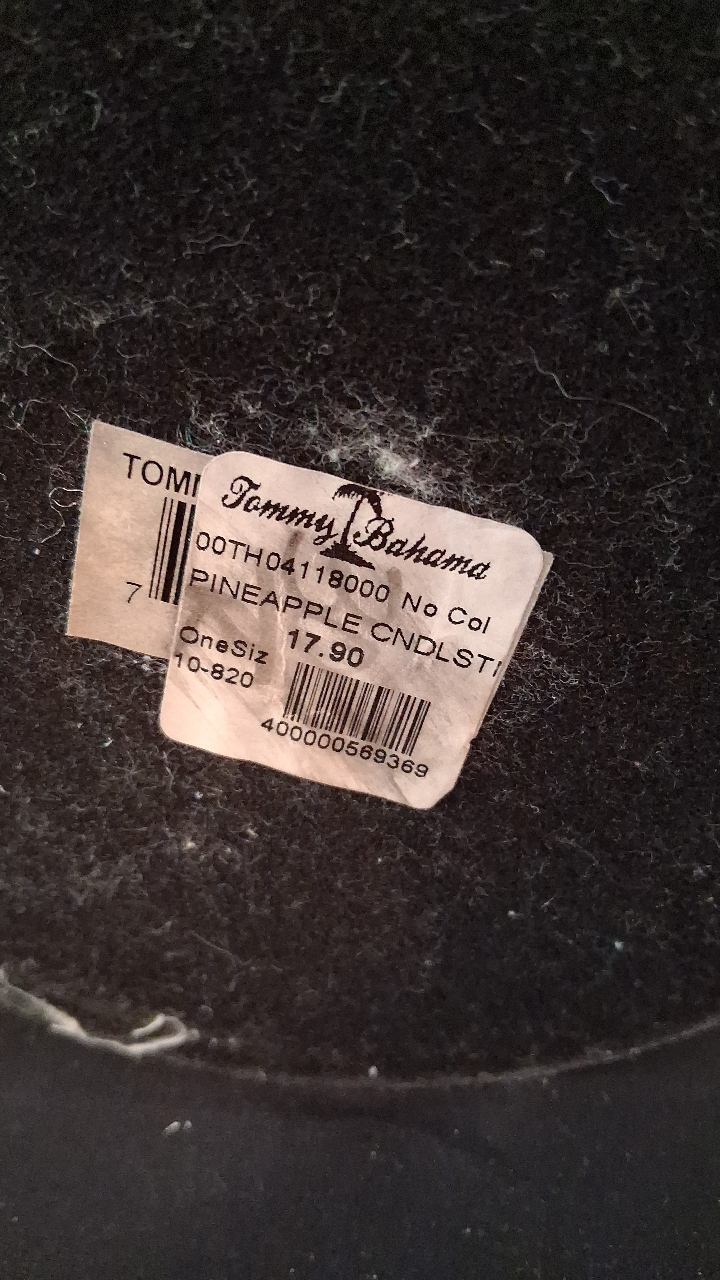 TOMM
7
Tommy Bahama
00TH04118000 No Col
PINEAPPLE CNDLSTI
17.90
OneSiz
10-820
400000569369